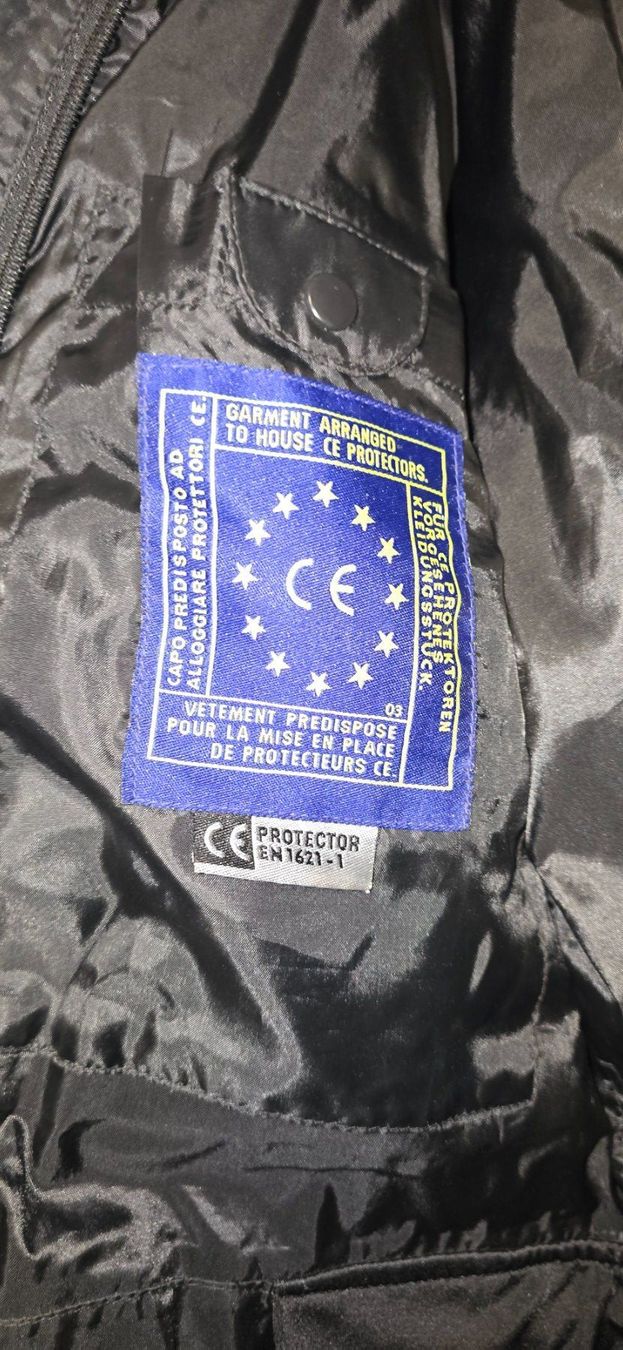 GARMENT ARRANGED
TO HOUSE CE PROTECTORS.
CAPO PREDISPOSTO AD
ALLOGGIARE PROTETTORI CE.
CE
FÜR CE PROTEKTOREN
VORGESEHENES
KLEIDUNGSSTÜCK.
03
VETEMENT PREDISPOSE
POUR LA MISE EN PLACE
DE PROTECTEURS CE.
CE PROTECTOR
EN1621-1